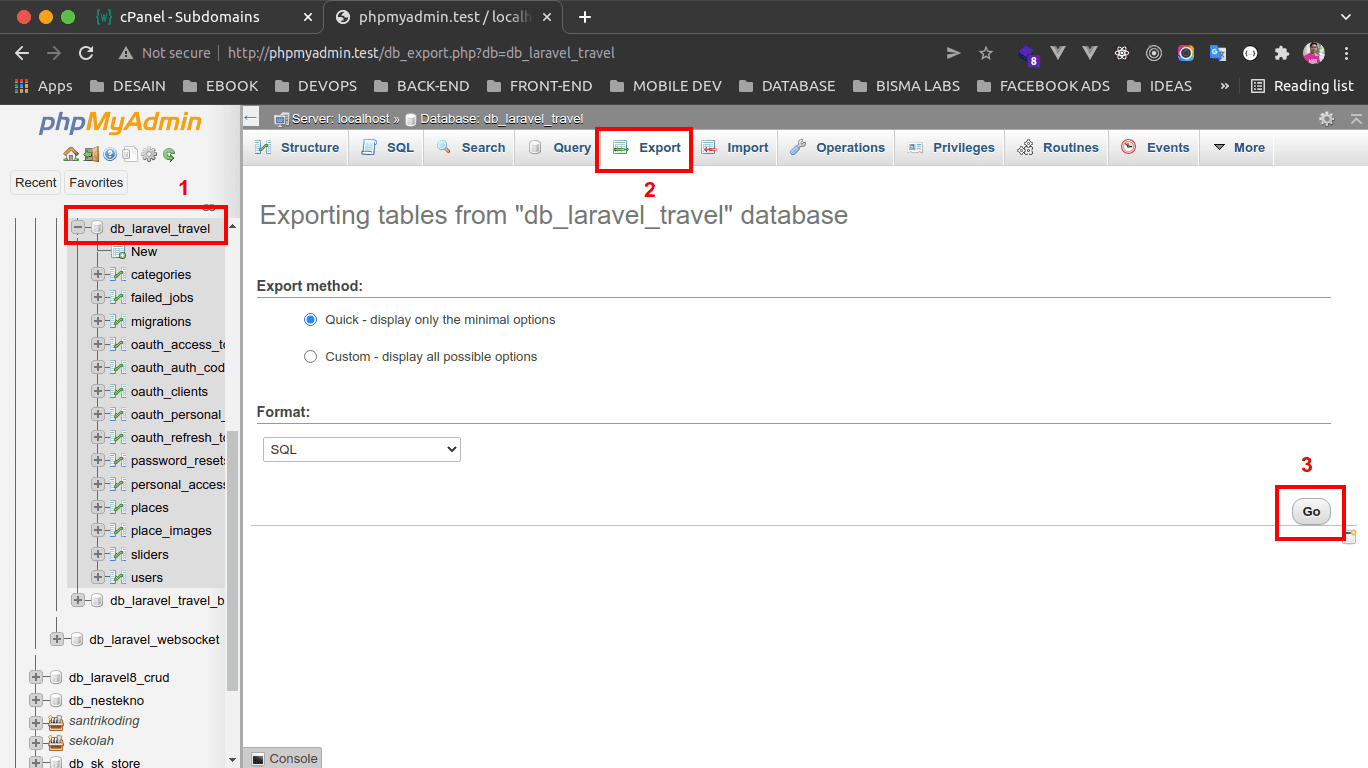 cPanel - Subdomains
phpmyadmin.test / localh
Not secure
http://phpmyadmin.test/db_export.php?db=db_laravel_travel
8
Apps
DESAIN
EBOOK
DEVOPS
BACK-END
FRONT-END
MOBILE DEV
DATABASE
BISMA LABS
FACEBOOK ADS
IDEAS
»
Reading list
phpMyAdmin
Recent
Favorites
1
db_laravel_travel
New
categories
failed_jobs
migrations
oauth_access_to
oauth_auth_cod
oauth_clients
oauth_personal_
oauth_refresh_to
password_resets
personal_access
places
place_images
sliders
users
db_laravel_travel_b
db_laravel_websocket
db_laravel8_crud
db_nestekno
santrikoding
sekolah
db_sk_store
Server: localhost » Database: db_laravel_travel
Structure
SQL
Search
Query
Export
Import
Operations
Privileges
Routines
Events
More
2
Exporting tables from "db_laravel_travel" database
Export method:
Quick - display only the minimal options
Custom - display all possible options
Format:
SQL
3
Go
Console